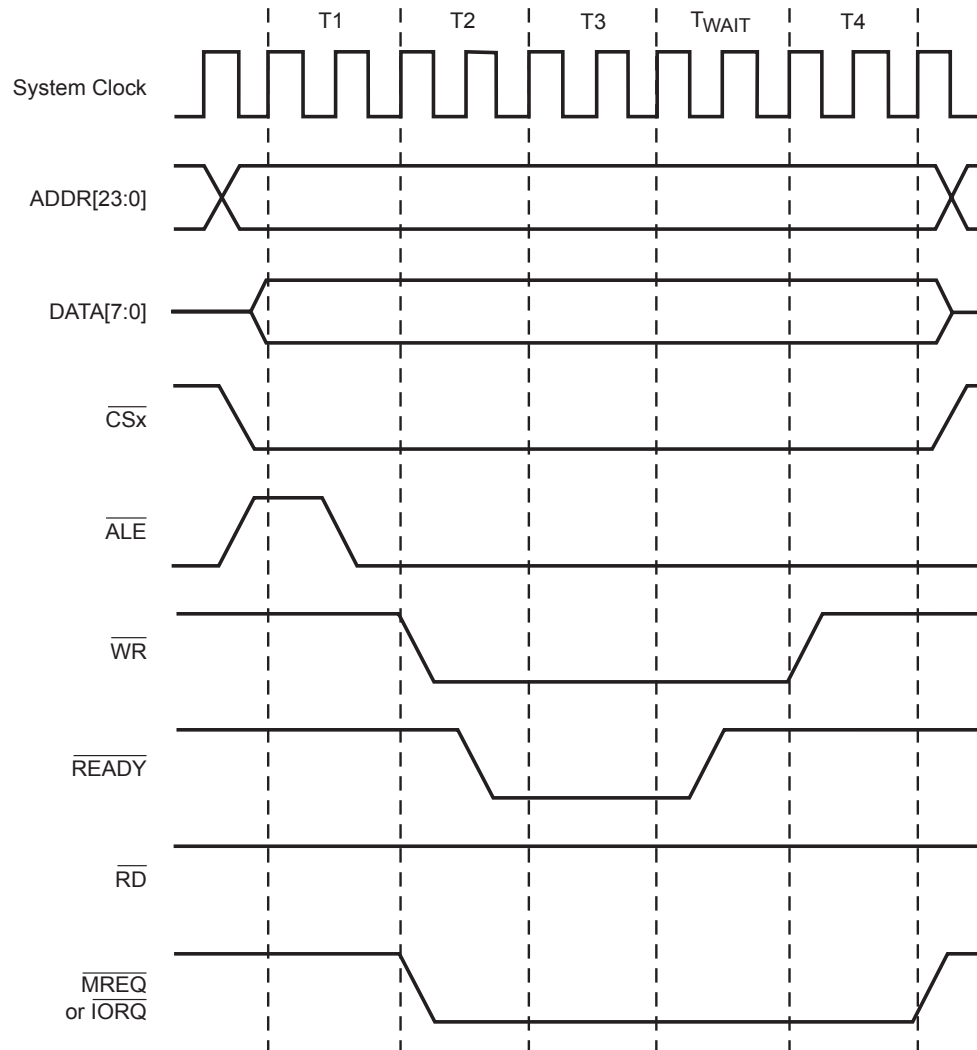 T1 T2 T3 TWAIT T4
System Clock
ADDR[23:0]
DATA[7:0]
CSx
ALE
WR
READY
RD
MREQ
or IORQ